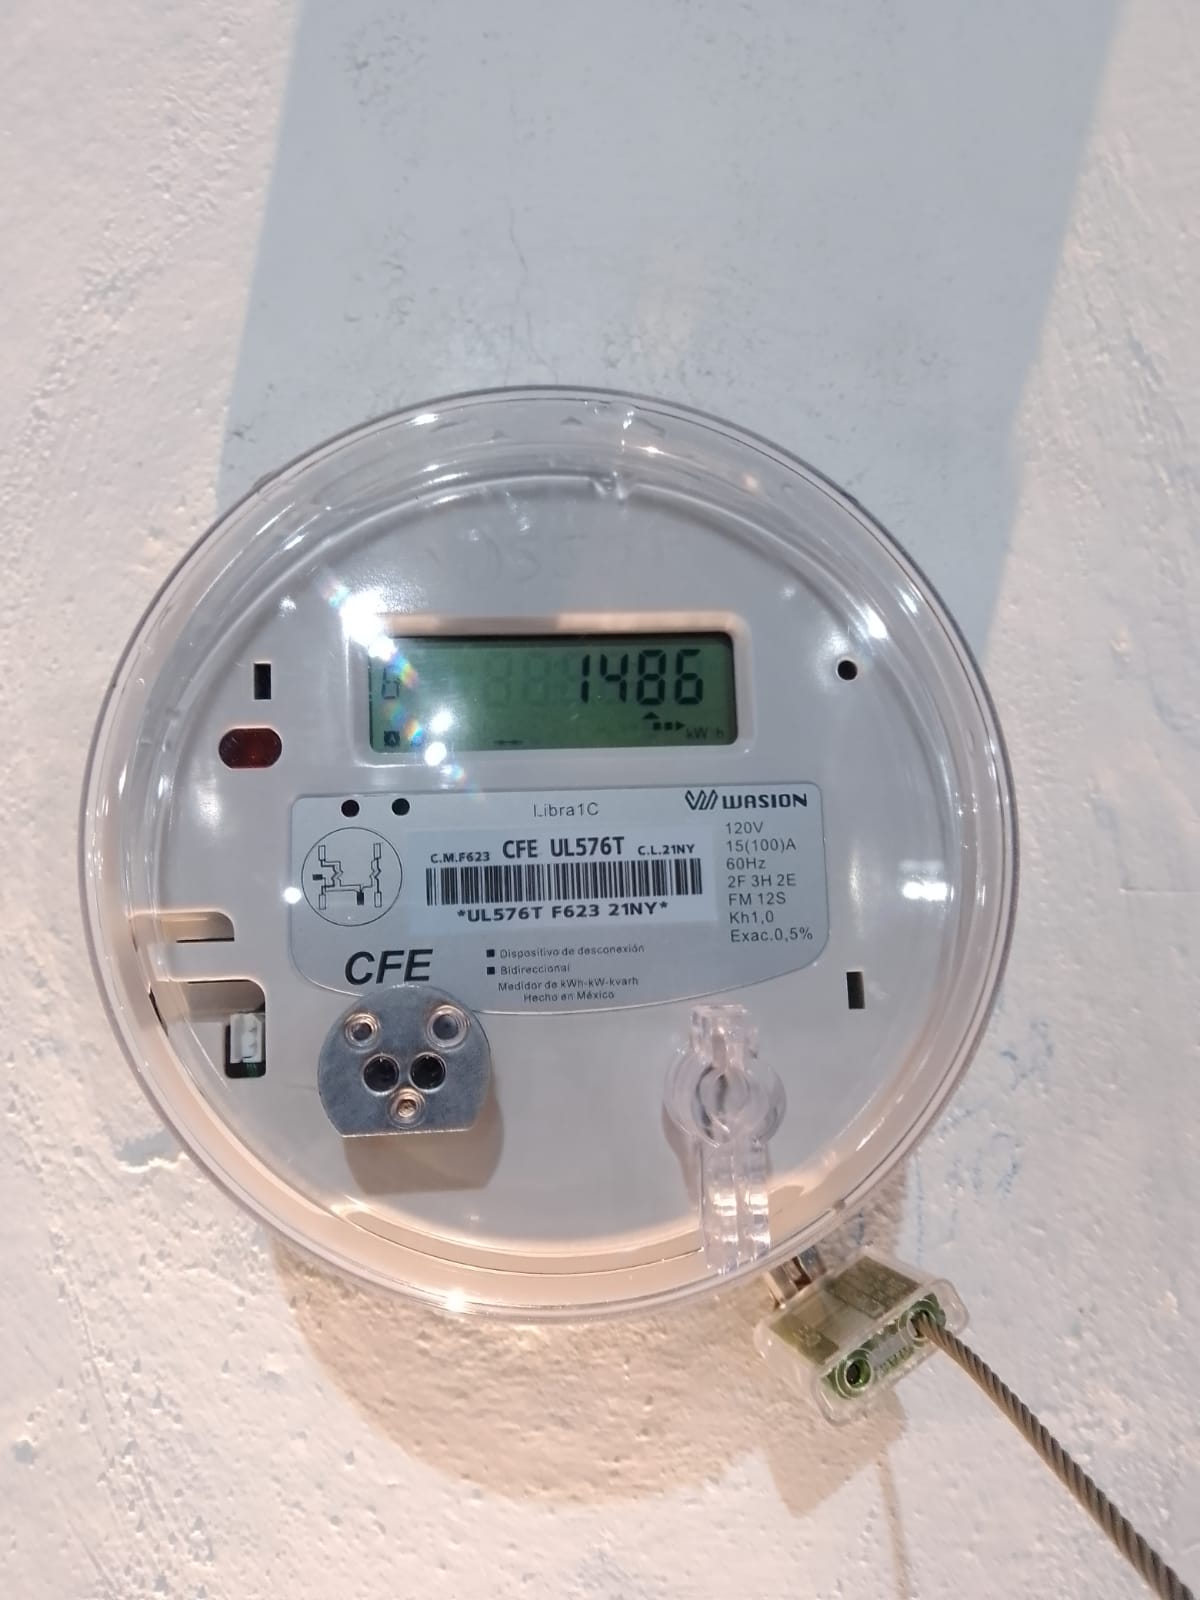 1486
kW h
Libra1C
WASION
C.M.F623 CFE UL576T C.L.21NY
*UL576T F623 21NY*
120V
15(100)A
60Hz
2F 3H 2E
FM 12S
Kh1,0
Exac.0,5%
CFE
Dispositivo de desconexión
Bidireccional
Medidor de kWh-kW-kvarh
Hecho en México